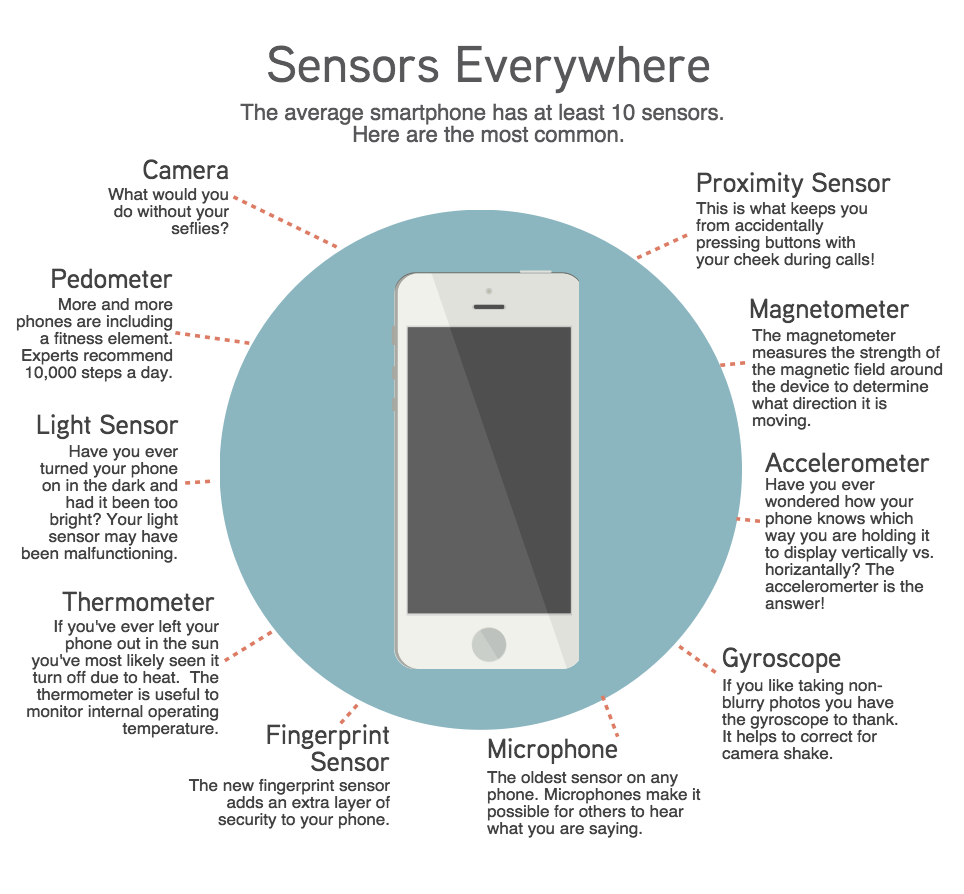 Sensors Everywhere
The average smartphone has at least 10 sensors.
Here are the most common.
Camera
What would you
do without your
seflies?
Pedometer
More and more
phones are including
a fitness element.
Experts recommend
10,000 steps a day.
Light Sensor
Have you ever
turned your phone
on in the dark and
had it been too
bright? Your light
sensor may have
been malfunctioning.
Thermometer
If you've ever left your
phone out in the sun
you've most likely seen it
turn off due to heat. The
thermometer is useful to
monitor internal operating
temperature.
Fingerprint
Sensor
The new fingerprint sensor
adds an extra layer of
security to your phone.
Proximity Sensor
This is what keeps you
from accidentally
pressing buttons with
your cheek during calls!
Magnetometer
The magnetometer
measures the strength of
the magnetic field around
the device to determine
what direction it is
moving.
Accelerometer
Have you ever
wondered how your
phone knows which
way you are holding it
to display vertically vs.
horizantally? The
acceleromerter is the
answer!
Gyroscope
If you like taking non-
blurry photos you have
the gyroscope to thank.
It helps to correct for
camera shake.
Microphone
The oldest sensor on any
phone. Microphones make it
possible for others to hear
what you are saying.